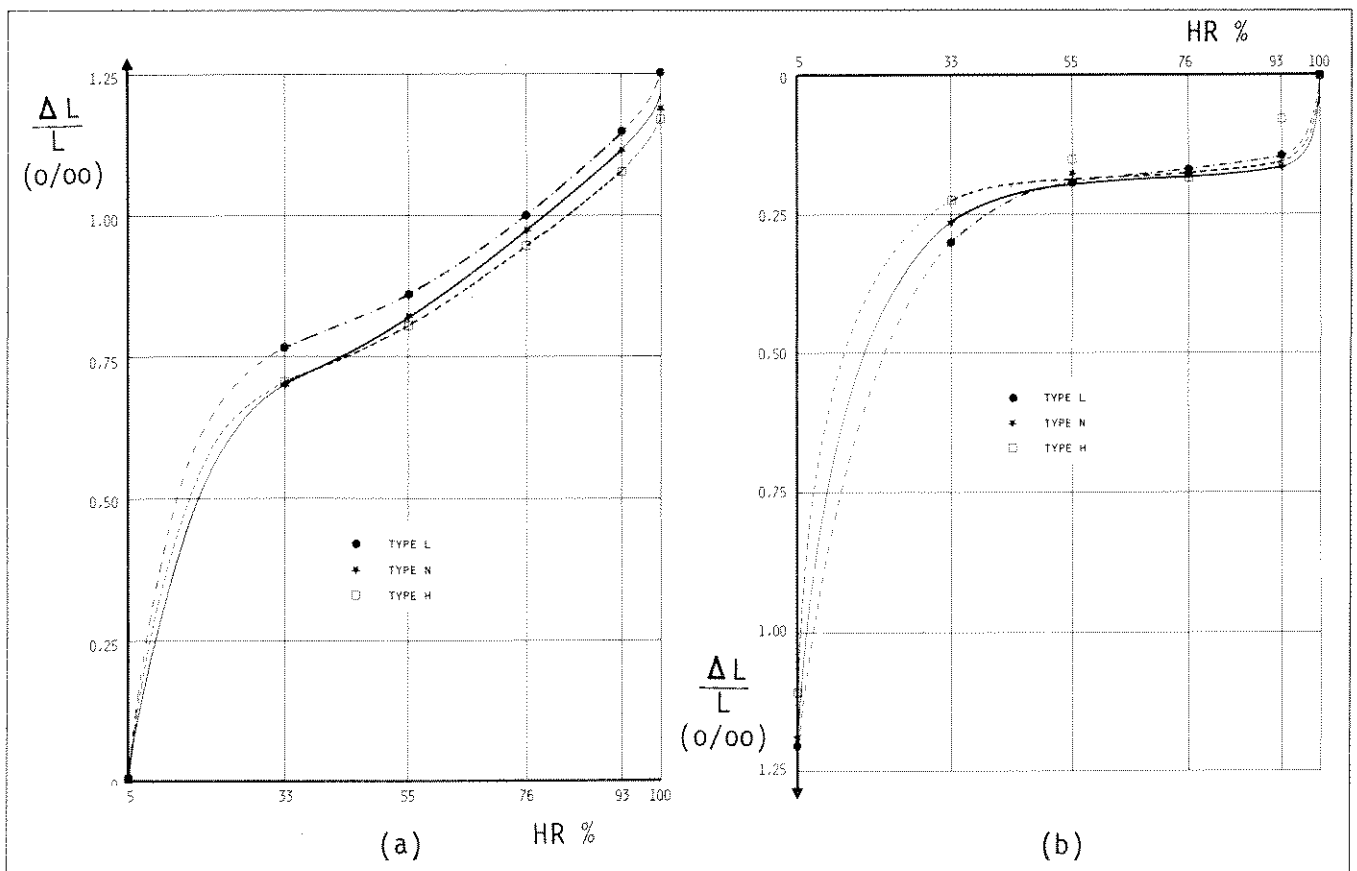 1.25
ΔL
L
(o/oo)
1.00
0.75
0.50
0.25
0
TYPE L
TYPE N
TYPE H
5 33 55 76 93 100
(a) HR %
HR %
5 33 55 76 93 100
0
0.25
0.50
0.75
1.00
1.25
TYPE L
TYPE N
TYPE H
ΔL
L
(o/oo)
(b)